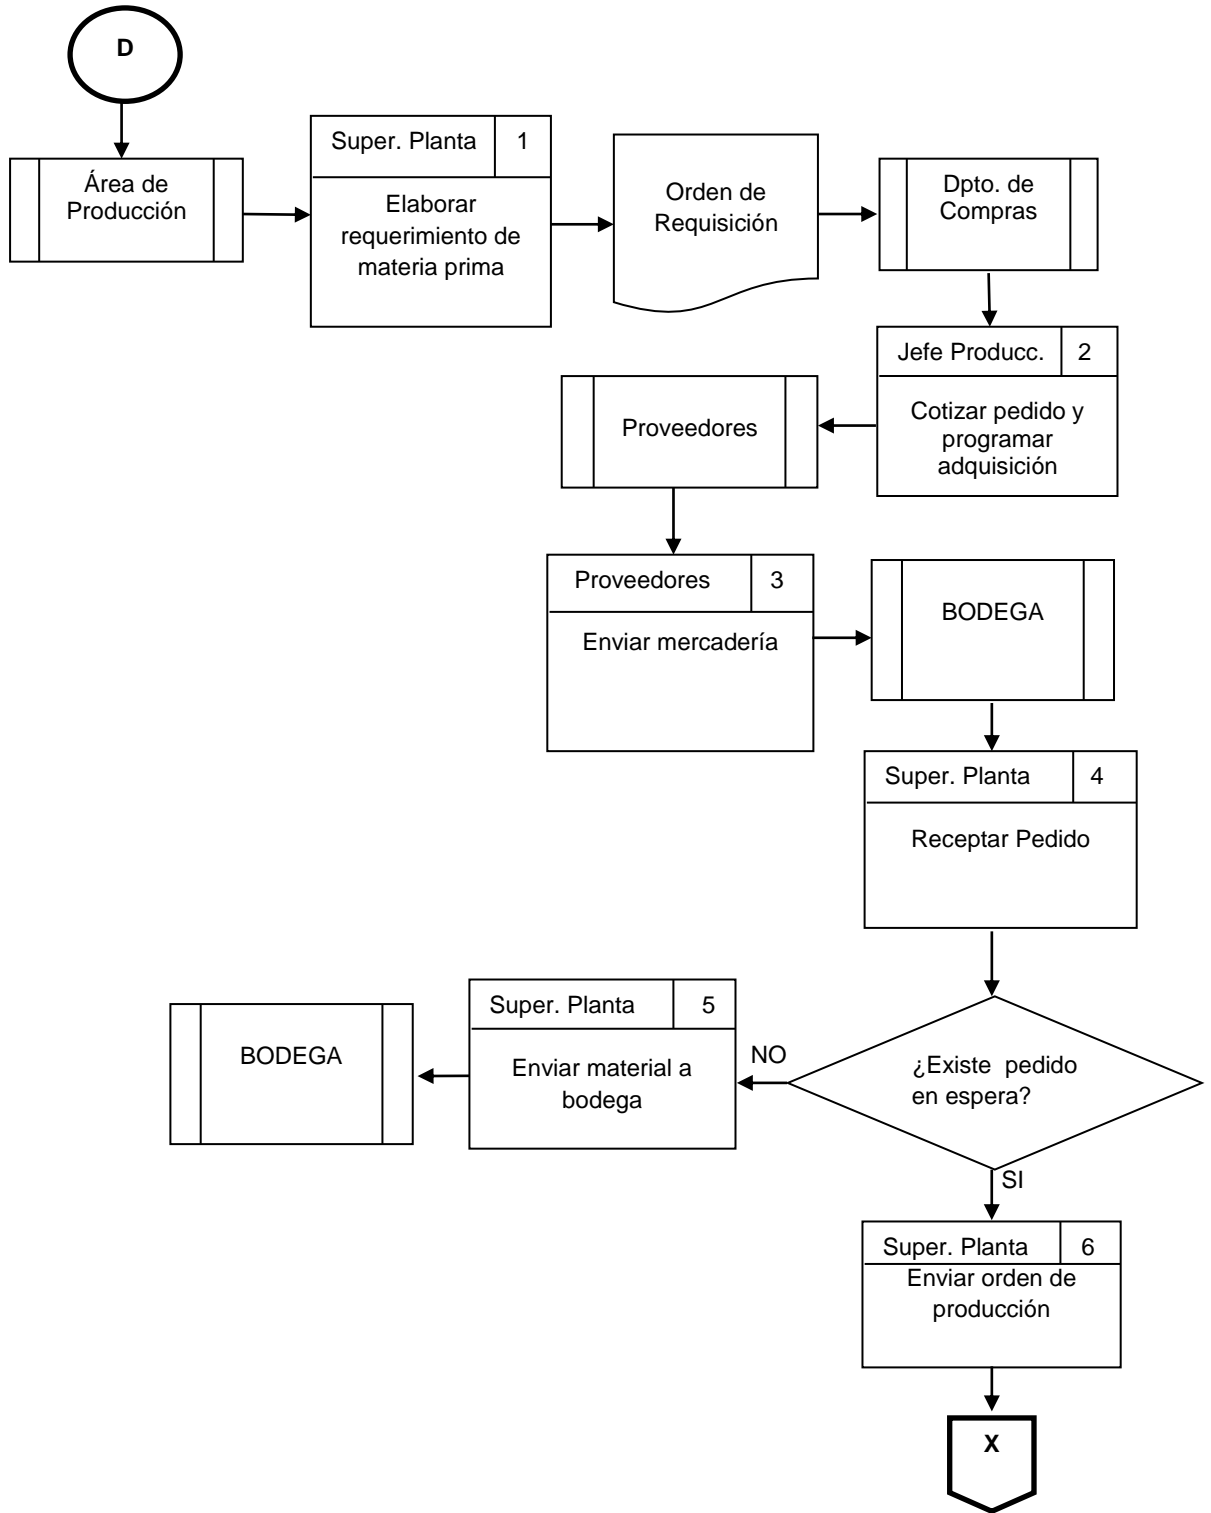 D
Área de
Producción
Super. Planta 1
Elaborar
requerimiento de
materia prima
Orden de
Requisición
Dpto. de
Compras
Jefe Producc. 2
Cotizar pedido y
programar
adquisición
Proveedores
Proveedores 3
Enviar mercadería
BODEGA
Super. Planta 4
Receptar Pedido
¿Existe pedido
en espera?
NO
Super. Planta 5
Enviar material a
bodega
BODEGA
SI
Super. Planta 6
Enviar orden de
producción
X